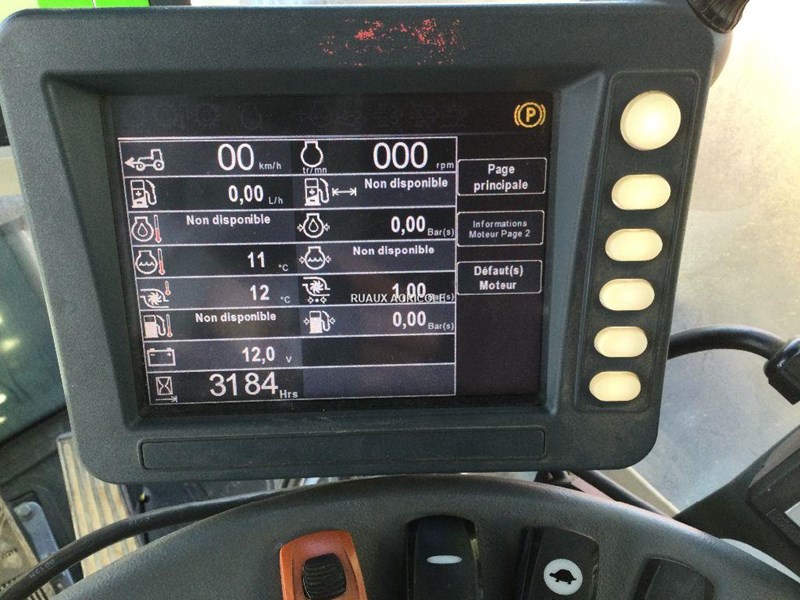 P
00 km/h
tr/mn
000 rpm
Page
principale
0,00 L/h
Non disponible
Non disponible
0,00 Bar(s)
Informations
Moteur Page 2
11 °C
Non disponible
12 °C
1,00 Bar(s)
Défaut(s)
Moteur
RUAUX AGRICOLE
Non disponible
0,00 Bar(s)
12,0 V
3184 Hrs